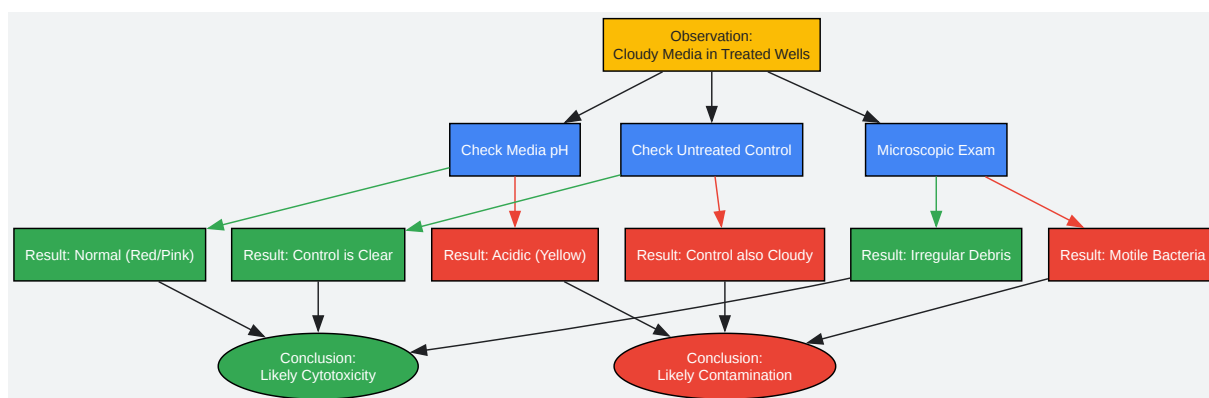 Observation:
Cloudy Media in Treated Wells
Check Media pH
Check Untreated Control
Microscopic Exam
Result: Normal (Red/Pink)
Result: Control is Clear
Result: Acidic (Yellow)
Result: Control also Cloudy
Result: Irregular Debris
Result: Motile Bacteria
Conclusion:
Likely Cytotoxicity
Conclusion:
Likely Contamination